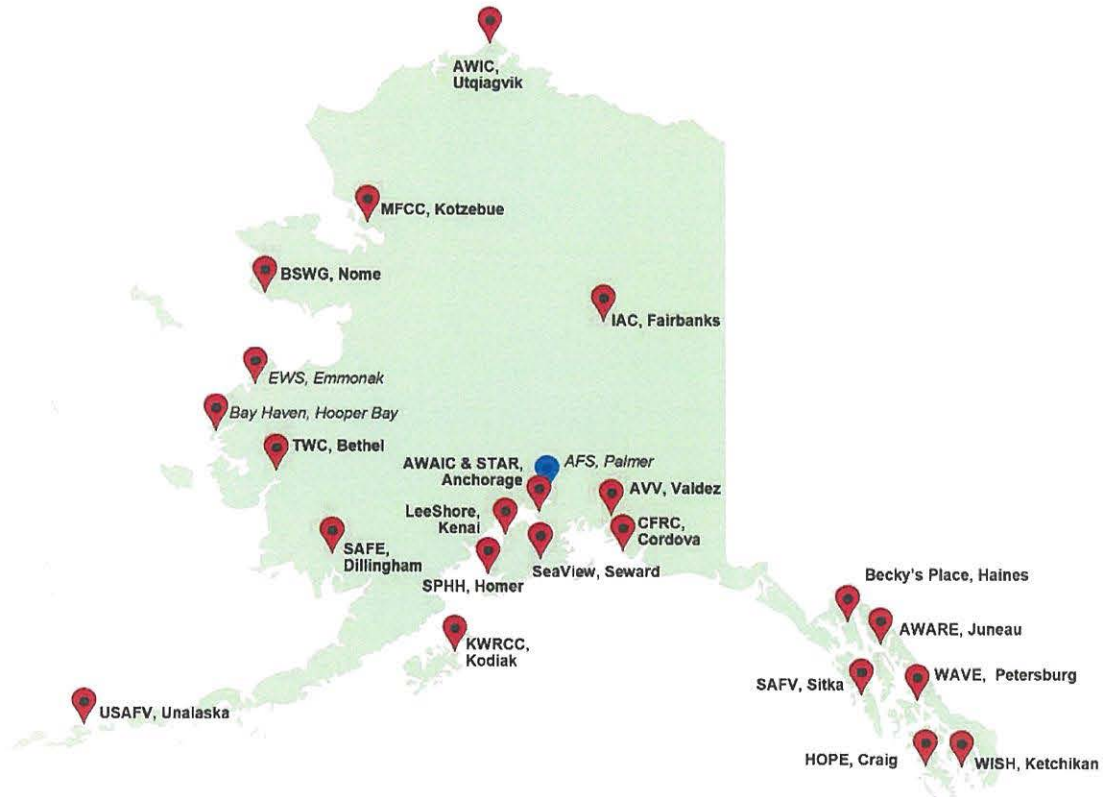 AWIC,
Utqiagvik
MFCC, Kotzebue
BSWG, Nome
IAC, Fairbanks
EWS, Emmonak
Bay Haven, Hooper Bay
TWC, Bethel
AWAIC & STAR,
Anchorage
AFS, Palmer
AVV, Valdez
LeeShore,
Kenai
CFRC,
Cordova
SAFE,
Dillingham
SeaView, Seward
SPHH, Homer
Becky's Place, Haines
AWARE, Juneau
KWRCC,
Kodiak
WAVE, Petersburg
SAFV, Sitka
USAFV, Unalaska
HOPE, Craig
WISH, Ketchikan